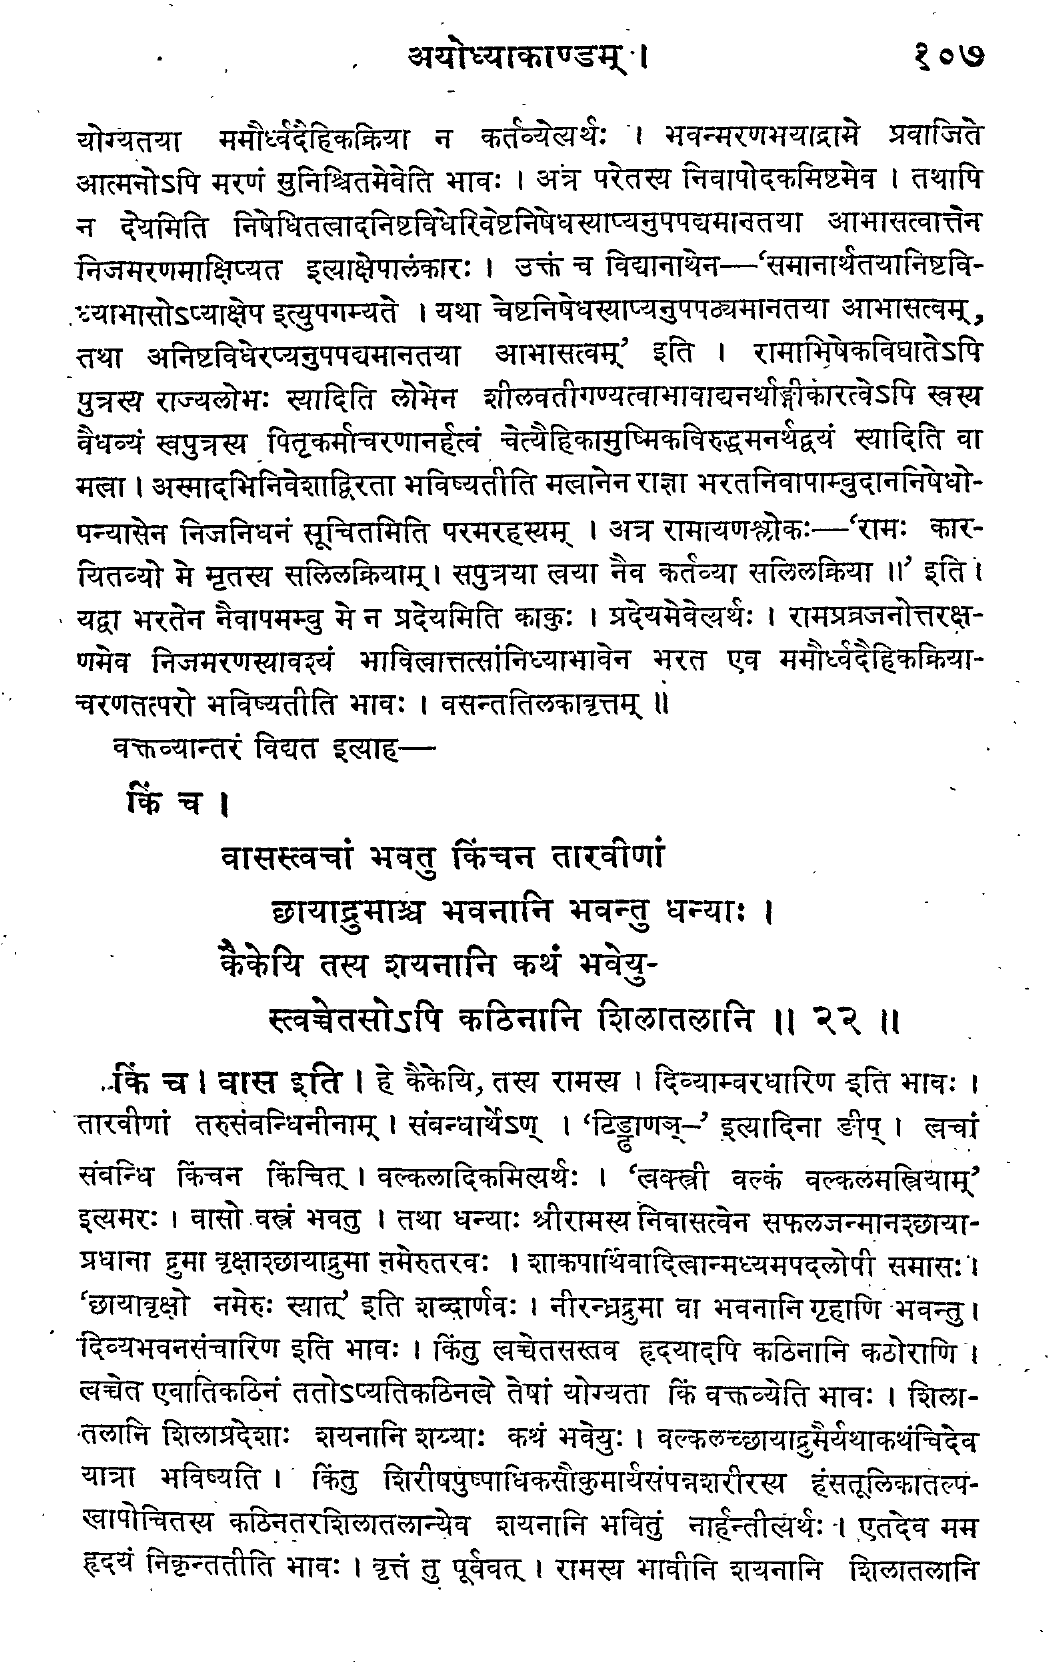 अयोध्याकाण्डम् । १०७
योग्यतया ममौर्ध्वदैहिकक्रिया न कर्तव्येत्यर्थः । भवन्मरणभयाद्रामे प्रवाजिते
आत्मनोऽपि मरणं सुनिश्चितमेवेति भावः । अत्र परेतस्य निवापोदकमिष्टमेव । तथापि
न देयमिति निषेधितत्वादनिष्टविधेरिवेष्टनिषेधस्याप्यनुपपद्यमानतया आभासत्वात्तेन
निजमरणमाक्षिप्यत इत्याक्षेपालंकारः । उक्तं च विद्यानाथेन—‘समानार्थतयानिष्टवि-
ध्याभासोऽप्याक्षेप इत्युपगम्यते । यथा चेष्टनिषेधस्याप्यनुपपठ्यमानतया आभासत्वम्,
तथा अनिष्टविधेरप्यनुपपद्यमानतया आभासत्वम्’ इति । रामाभिषेकविघातेऽपि
पुत्रस्य राज्यलोभः स्यादिति लोभेन शीलवतीगण्यत्वाभावाद्यनर्थाङ्गीकारत्वेऽपि स्वस्य
वैधव्यं स्वपुत्रस्य पितृकर्माचरणानर्हत्वं चेत्यैहिकामुष्मिकविरुद्धमनर्थद्वयं स्यादिति वा
मत्वा । अस्मादभिनिवेशाद्विरता भविष्यतीति मत्वानेन राज्ञा भरतनिवापाम्बुदाननिषेधो-
पन्यासेन निजनिधनं सूचितमिति परमरहस्यम् । अत्र रामायणश्लोकः—‘रामः कार-
यितव्यो मे मृतस्य सलिलक्रियाम् । सपुत्रया त्वया नैव कर्तव्या सलिलक्रिया ॥’ इति ।
यद्वा भरतेन नैवापमम्बु मे न प्रदेयमिति काकुः । प्रदेयमेवेत्यर्थः । रामप्रव्रजनोत्तरक्ष-
णमेव निजमरणस्यावश्यं भावित्वात्तत्सांनिध्याभावेन भरत एव ममौर्ध्वदैहिकक्रिया-
चरणतत्परो भविष्यतीति भावः । वसन्ततिलकावृत्तम् ॥
वक्तव्यान्तरं विद्यत इत्याह—
किं च ।
वासस्त्वचां भवतु किंचन तारवीणां
छायाद्रुमाश्च भवनानि भवन्तु धन्याः ।
कैकेयि तस्य शयनानि कथं भवेयु-
स्त्वच्चेतसोऽपि कठिनानि शिलातलानि ॥ २२ ॥
किं च । वास इति । हे कैकेयि, तस्य रामस्य । दिव्याम्बरधारिण इति भावः ।
तारवीणां तरुसंवन्धिनीनाम् । संबन्धार्थेऽण् । ‘टिड्ढाणञ्—’ इत्यादिना ङीप् । त्वचां
संवन्धि किंचन किंचित् । वल्कलादिकमित्यर्थः । ‘त्वक्स्त्री वल्कं वल्कलमस्त्रियाम्’
इत्यमरः । वासो वस्त्रं भवतु । तथा धन्याः श्रीरामस्य निवासत्वेन सफलजन्मानश्छाया-
प्रधाना द्रुमा वृक्षाश्छायाद्रुमा नमेरुतरवः । शाकपार्थिवादित्वान्मध्यमपदलोपी समासः ।
‘छायावृक्षो नमेरुः स्यात्’ इति शब्दार्णवः । नीरन्ध्रद्रुमा वा भवनानि गृहाणि भवन्तु ।
दिव्यभवनसंचारिण इति भावः । किंतु त्वच्चेतसस्तव हृदयादपि कठिनानि कठोराणि ।
त्वच्चेत एवातिकठिनं ततोऽप्यतिकठिनत्वे तेषां योग्यता किं वक्तव्येति भावः । शिला-
तलानि शिलाप्रदेशाः शयनानि शय्याः कथं भवेयुः । वल्कलच्छायाद्रुमैर्यथाकथंचिदेव
यात्रा भविष्यति । किंतु शिरीषपुष्पाधिकसौकुमार्यसंपन्नशरीरस्य हंसतूलिकातल्प-
स्वापोचितस्य कठिनतरशिलातलान्येव शयनानि भवितुं नार्हन्तीत्यर्थः । एतदेव मम
हृदयं निकृन्ततीति भावः । वृत्तं तु पूर्ववत् । रामस्य भावीनि शयनानि शिलातलानि